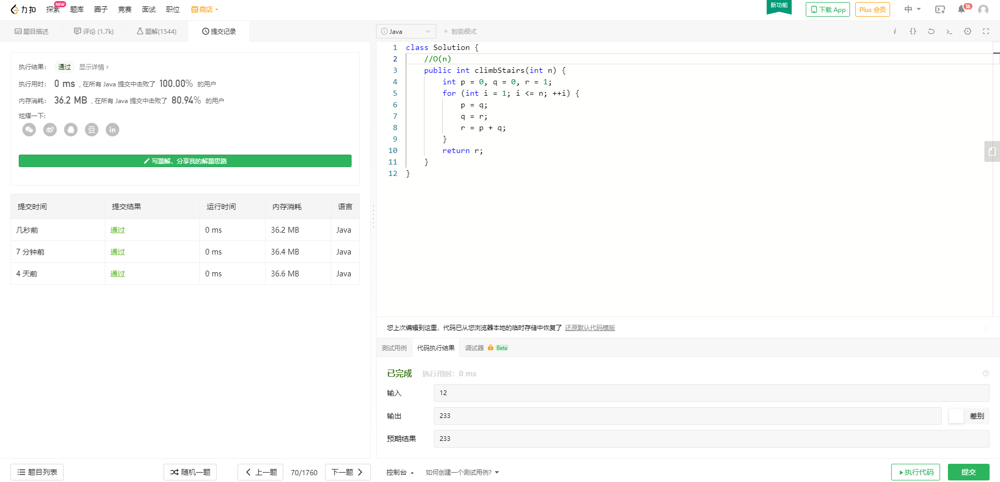 力扣 探索 NEW 题库 圈子 竞赛 面试 职位 商店 新功能 下载 App Plus 会员 中 16
题目描述 评论 (1.7k) 题解(1544) 提交记录
执行结果： 通过 显示详情 ›
执行用时： 0 ms , 在所有 Java 提交中击败了 100.00% 的用户
内存消耗： 36.2 MB , 在所有 Java 提交中击败了 80.94% 的用户
炫耀一下:
豆 in
写题解，分享我的解题思路
提交时间 提交结果 运行时间 内存消耗 语言
几秒前 通过 0 ms 36.2 MB Java
7 分钟前 通过 0 ms 36.4 MB Java
4 天前 通过 0 ms 36.6 MB Java
题目列表 随机一题 上一题 70/1760 下一题
i Java 智能模式 i {} >_
1 class Solution {
2 //O(n)
3 public int climbStairs(int n) {
4 int p = 0, q = 0, r = 1;
5 for (int i = 1; i <= n; ++i) {
6 p = q;
7 q = r;
8 r = p + q;
9 }
10 return r;
11 }
12 }
您上次编辑到这里，代码已从您浏览器本地的临时存储中恢复了 还原默认代码模版
测试用例 代码执行结果 调试器 Beta
已完成 执行用时：0 ms
输入 12
输出 233 差别
预期结果 233
控制台 如何创建一个测试用例? 执行代码 提交